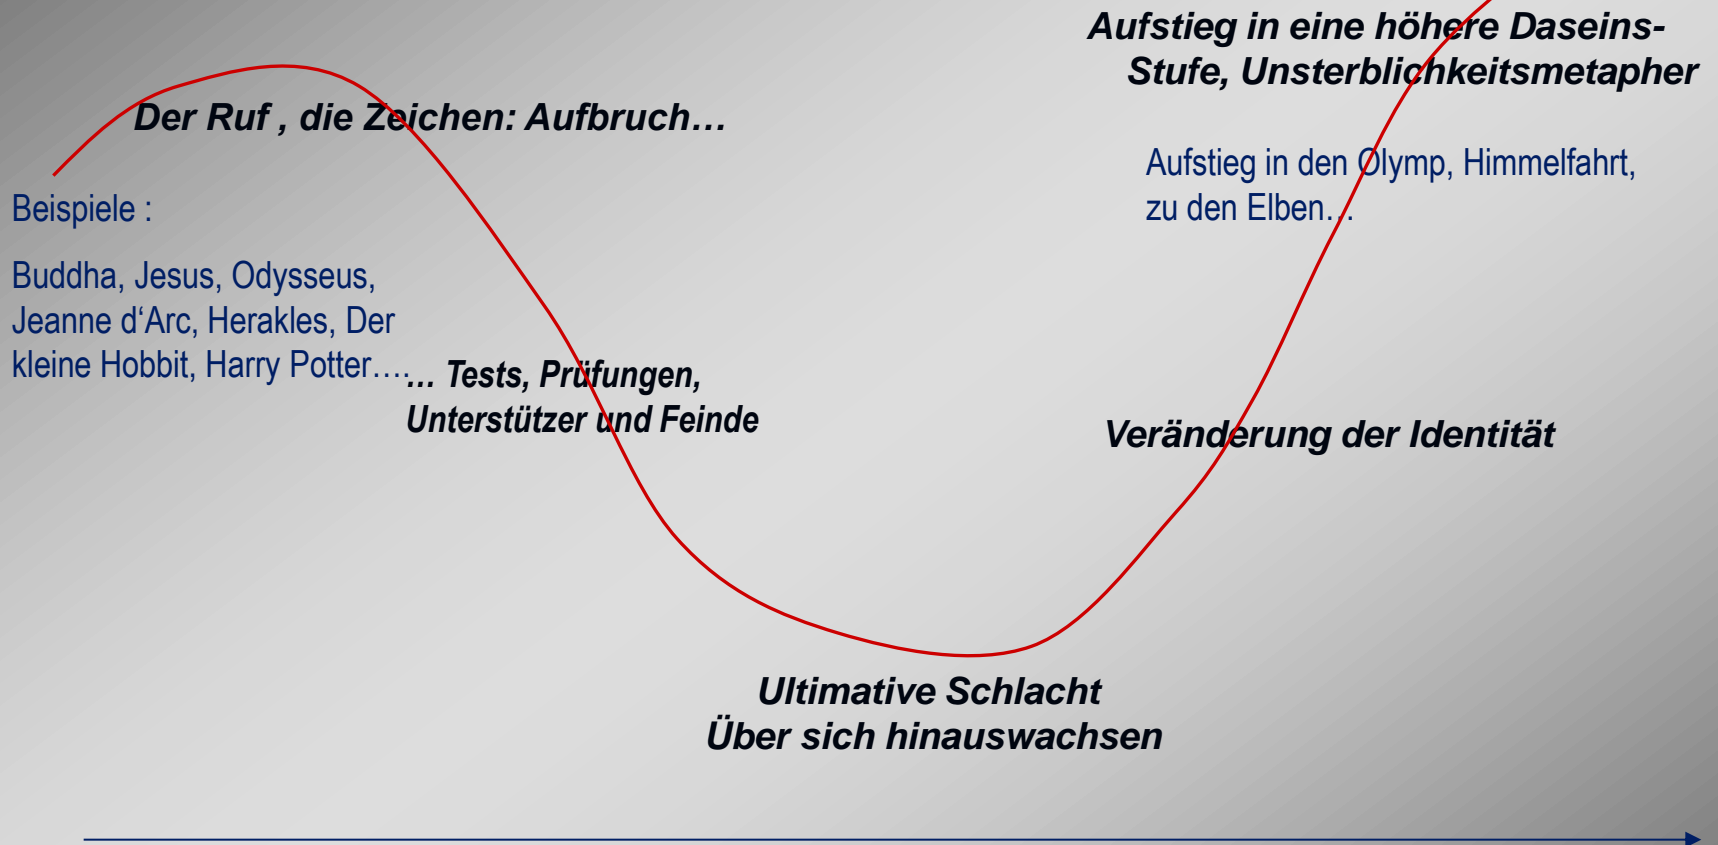 Der Ruf , die Zeichen: Aufbruch…
Beispiele :
Buddha, Jesus, Odysseus,
Jeanne d‘Arc, Herakles, Der
kleine Hobbit, Harry Potter….
… Tests, Prüfungen,
Unterstützer und Feinde
Ultimative Schlacht
Über sich hinauswachsen
Veränderung der Identität
Aufstieg in eine höhere Daseins-
Stufe, Unsterblichkeitsmetapher
Aufstieg in den Olymp, Himmelfahrt,
zu den Elben…